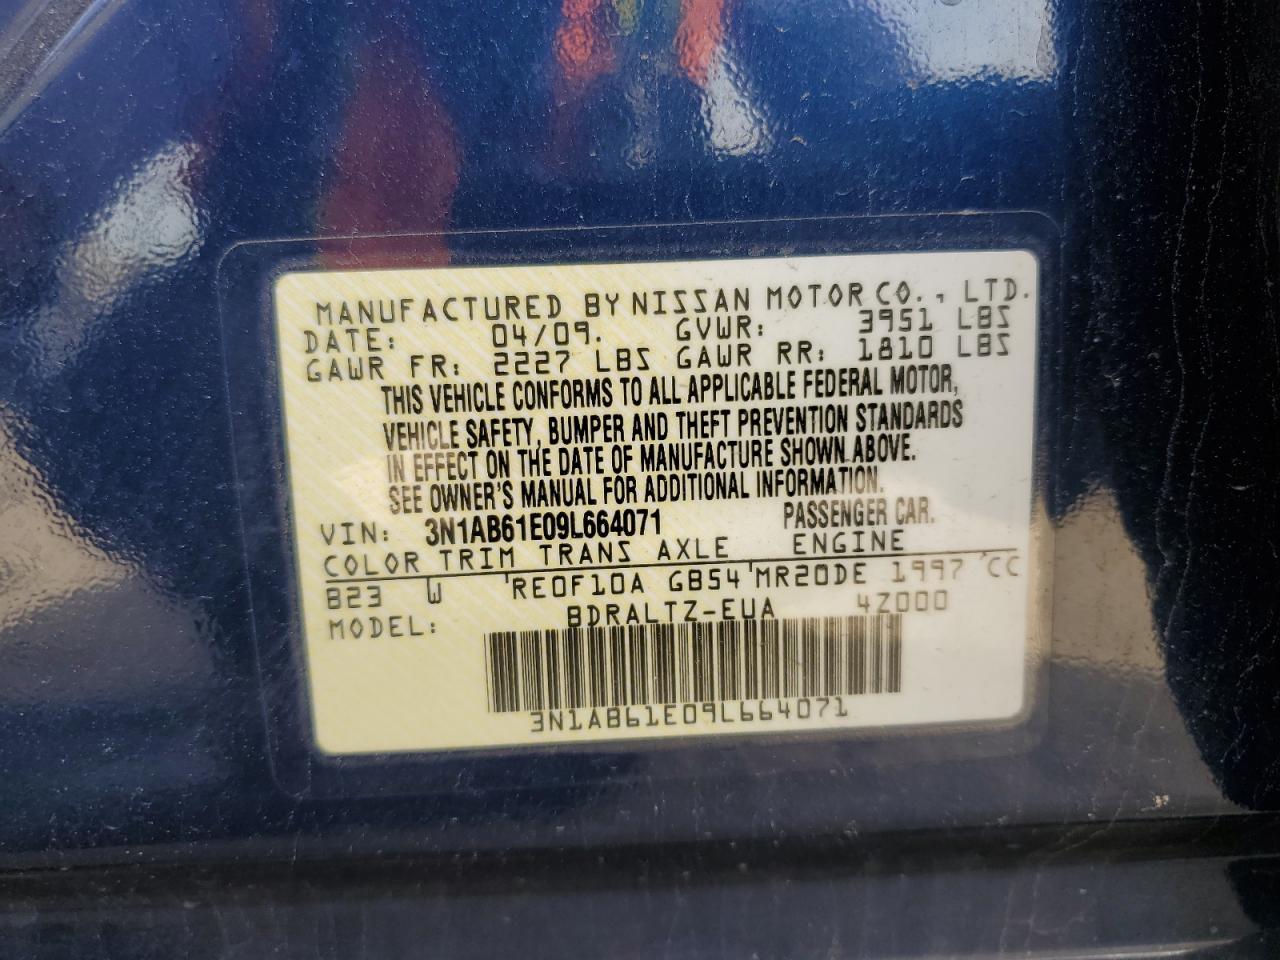 MANUFACTURED BY NISSAN MOTOR CO., LTD.
DATE: 04/09. GVWR: 3951 LBS
GAWR FR: 2227 LBS GAWR RR: 1810 LBS
THIS VEHICLE CONFORMS TO ALL APPLICABLE FEDERAL MOTOR,
VEHICLE SAFETY, BUMPER AND THEFT PREVENTION STANDARDS
IN EFFECT ON THE DATE OF MANUFACTURE SHOWN ABOVE.
SEE OWNER'S MANUAL FOR ADDITIONAL INFORMATION.
VIN: 3N1AB61E09L664071 PASSENGER CAR.
COLOR TRIM TRANS AXLE ENGINE
B23 W RE0F10A GB54 MR20DE 1997 CC
MODEL: BDRALTZ-EUA 4Z000
3N1AB61E09L664071